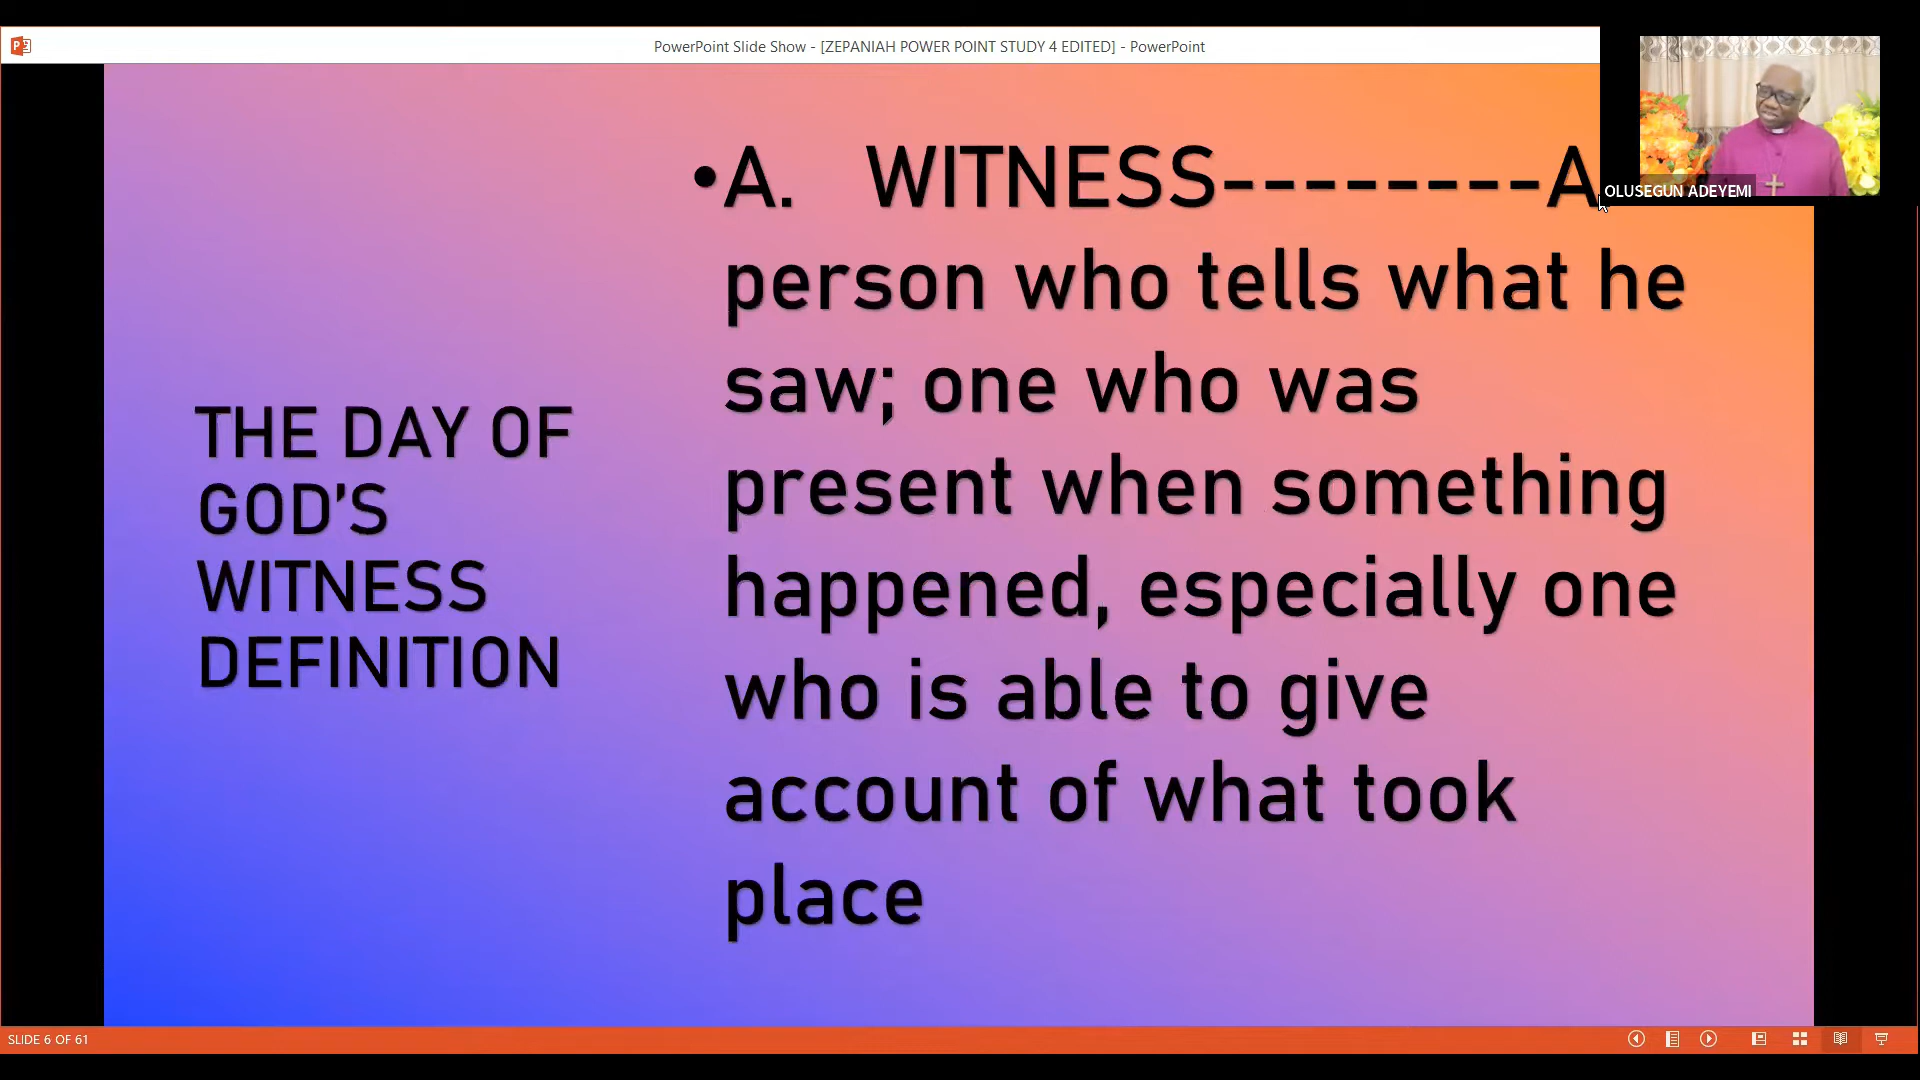 PowerPoint Slide Show - [ZEPANIAH POWER POINT STUDY 4 EDITED] - PowerPoint
OLUSEGUN ADEYEMI
THE DAY OF
GOD’S
WITNESS
DEFINITION
•A. WITNESS--------A
person who tells what he
saw; one who was
present when something
happened, especially one
who is able to give
account of what took
place
SLIDE 6 OF 61